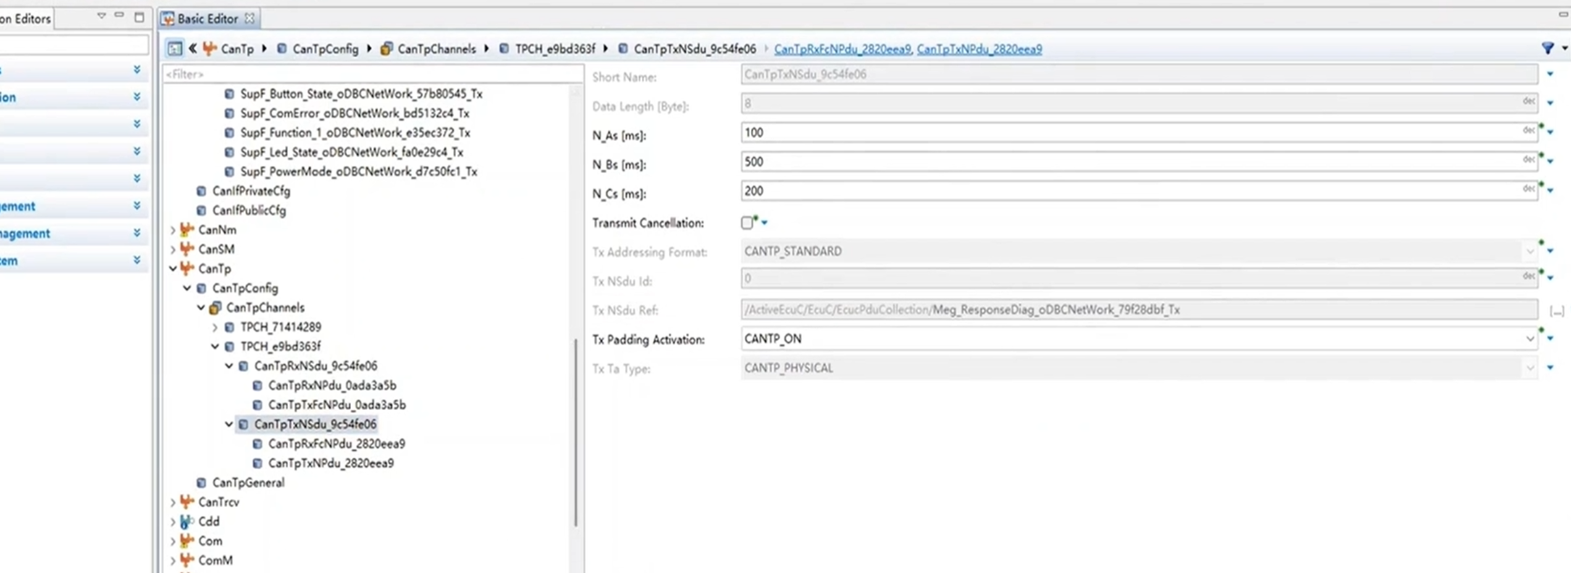 on Editors
Basic Editor
CanTp
CanTpConfig
CanTpChannels
TPCH_e9bd363f
CanTpTxNSdu_9c54fe06
CanTpRxFcNPdu_2820eea9, CanTpTxNPdu_2820eea9
s
ion
gement
nagement
tem
<Filter>
SupF_Button_State_oDBCNetWork_57b80545_Tx
SupF_ComError_oDBCNetWork_bd5132c4_Tx
SupF_Function_1_oDBCNetWork_e35ec372_Tx
SupF_Led_State_oDBCNetWork_fa0e29c4_Tx
SupF_PowerMode_oDBCNetWork_d7c50fc1_Tx
CanIfPrivateCfg
CanIfPublicCfg
CanNm
CanSM
CanTp
CanTpConfig
CanTpChannels
TPCH_71414289
TPCH_e9bd363f
CanTpRxNSdu_9c54fe06
CanTpRxNPdu_0ada3a5b
CanTpTxFcNPdu_0ada3a5b
CanTpTxNSdu_9c54fe06
CanTpRxFcNPdu_2820eea9
CanTpTxNPdu_2820eea9
CanTpGeneral
CanTrcv
Cdd
Com
ComM
Short Name: CanTpTxNSdu_9c54fe06
Data Length [Byte]: 8 dec
N_As [ms]: 100 dec
N_Bs [ms]: 500 dec
N_Cs [ms]: 200 dec
Transmit Cancellation:
Tx Addressing Format: CANTP_STANDARD
Tx NSdu Id: 0 dec
Tx NSdu Ref: /ActiveEcuC/EcuC/EcucPduCollection/Meg_ResponseDiag_oDBCNetWork_79f28dbf_Tx [...]
Tx Padding Activation: CANTP_ON
Tx Ta Type: CANTP_PHYSICAL